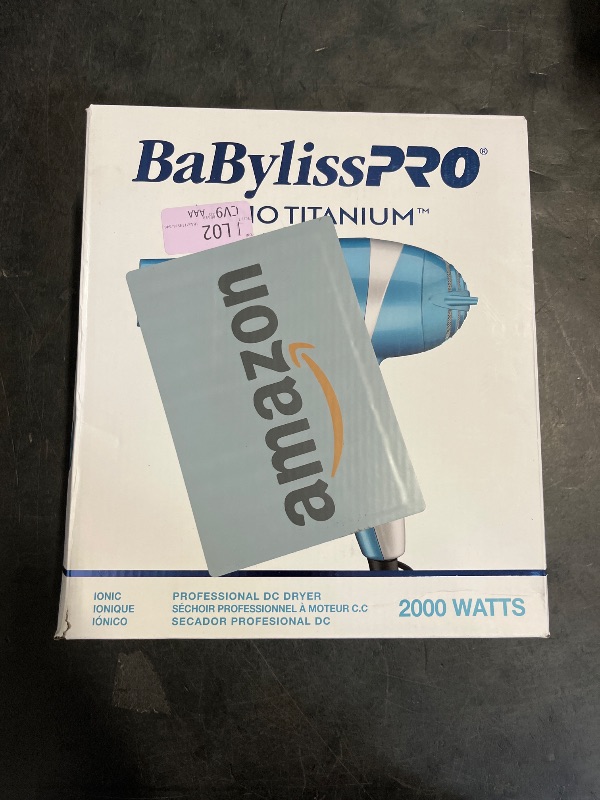 BaBylissPRO®
IO TITANIUM™
L02
CV9 AAA
amazon
IONIC PROFESSIONAL DC DRYER
IONIQUE SÉCHOIR PROFESSIONNEL À MOTEUR C.C
IÓNICO SECADOR PROFESIONAL DC
2000 WATTS